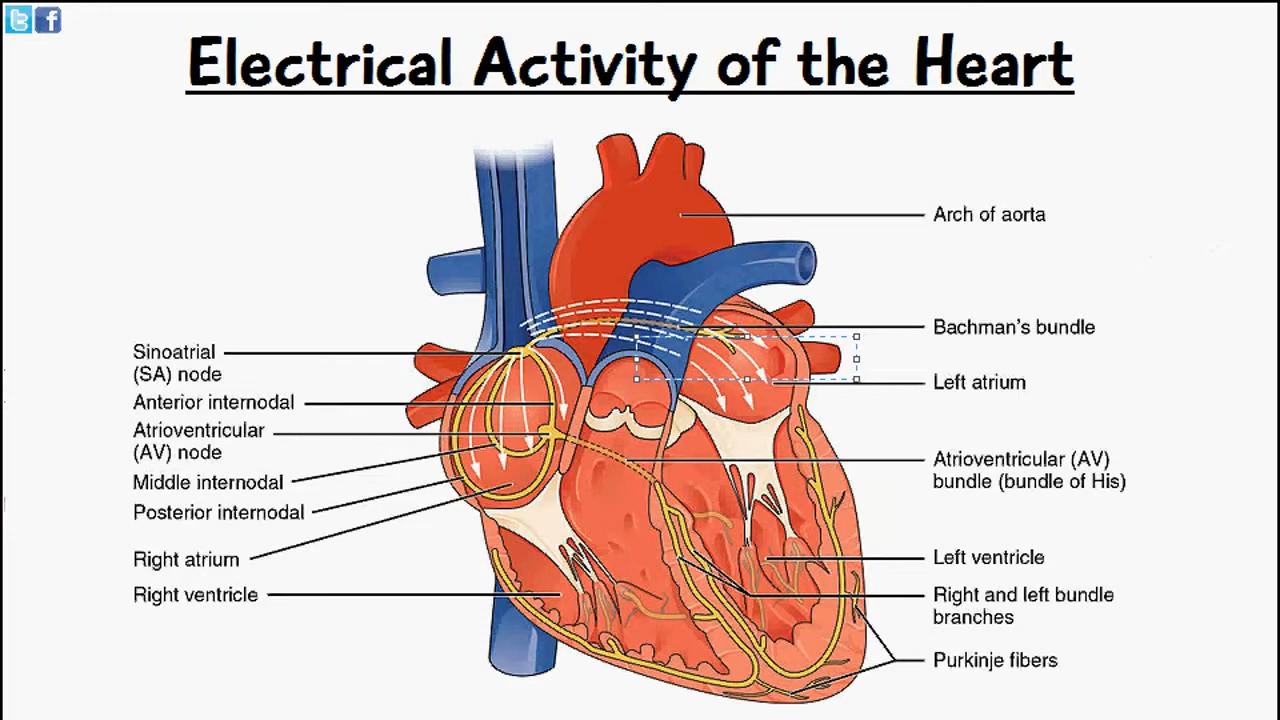 Electrical Activity of the Heart
Sinoatrial
(SA) node
Anterior internodal
Atrioventricular
(AV) node
Middle internodal
Posterior internodal
Right atrium
Right ventricle
Arch of aorta
Bachman's bundle
Left atrium
Atrioventricular (AV)
bundle (bundle of His)
Left ventricle
Right and left bundle
branches
Purkinje fibers